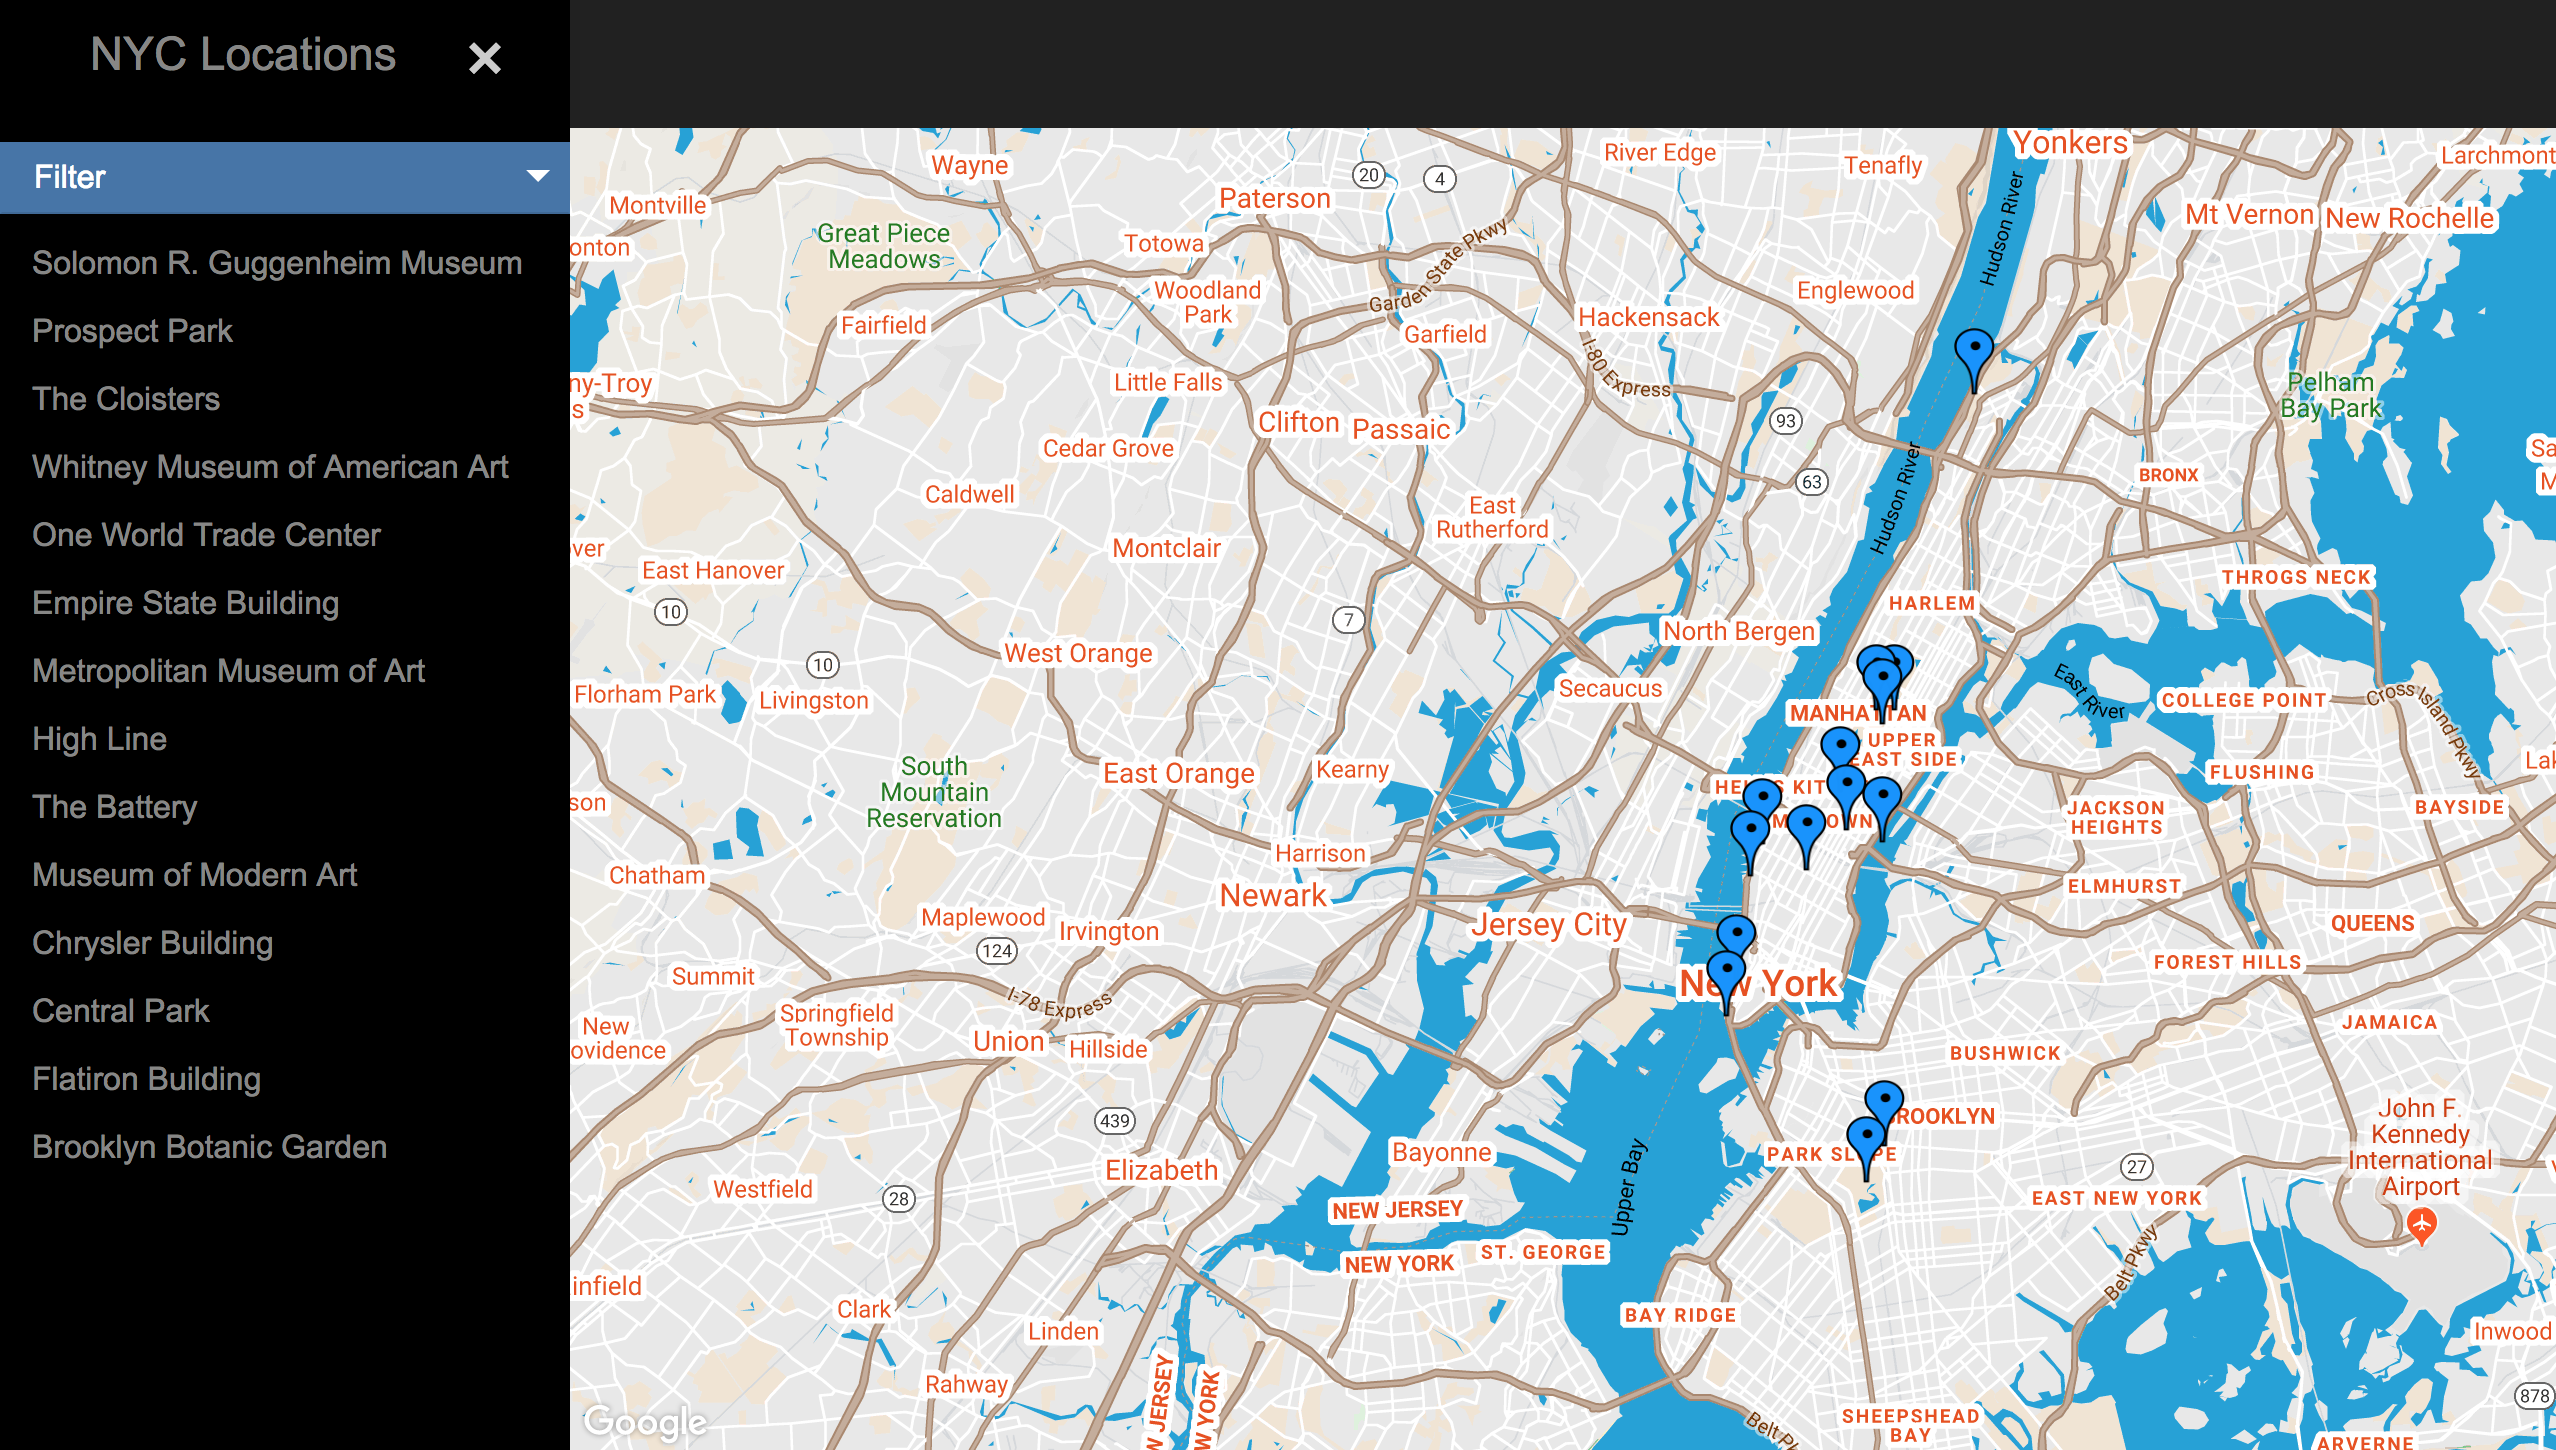 NYC Locations
Filter
Solomon R. Guggenheim Museum
Prospect Park
The Cloisters
Whitney Museum of American Art
One World Trade Center
Empire State Building
Metropolitan Museum of Art
High Line
The Battery
Museum of Modern Art
Chrysler Building
Central Park
Flatiron Building
Brooklyn Botanic Garden
Yonkers
River Edge
Tenafly
Larchmont
Wayne
20
4
Montville
Paterson
Mt Vernon
New Rochelle
Great Piece
Meadows
Totowa
onton
Garden State Pkwy
Hudson River
Woodland
Park
Englewood
Fairfield
Hackensack
Garfield
I-80 Express
ny-Troy
s
Little Falls
Pelham
Bay Park
Clifton
Passaic
93
Cedar Grove
Sa
M
BRONX
63
Hudson River
Caldwell
East
Rutherford
over
Montclair
East Hanover
THROGS NECK
HARLEM
10
7
North Bergen
West Orange
10
Florham Park
Livingston
Secaucus
East River
COLLEGE POINT
Cross Island Pkwy
MANHATTAN
UPPER
EAST SIDE
South
Mountain
Reservation
East Orange
Kearny
FLUSHING
Lak
HE
S KIT
son
JACKSON
HEIGHTS
BAYSIDE
M
OWN
Harrison
Chatham
Newark
ELMHURST
Maplewood
Irvington
Jersey City
QUEENS
124
Summit
FOREST HILLS
New York
I-78 Express
Springfield
Township
New
ovidence
Union
Hillside
JAMAICA
BUSHWICK
439
John F.
Kennedy
International
Airport
ROOKLYN
Bayonne
PARK SL
PE
Elizabeth
27
V
Westfield
28
Upper Bay
EAST NEW YORK
NEW JERSEY
NEW YORK
ST. GEORGE
Belt Pkwy
infield
Clark
BAY RIDGE
Linden
Inwood
Rahway
W JERSEY
W YORK
878
Google
Belt P
SHEEPSHEAD
BAY
ARVERNE